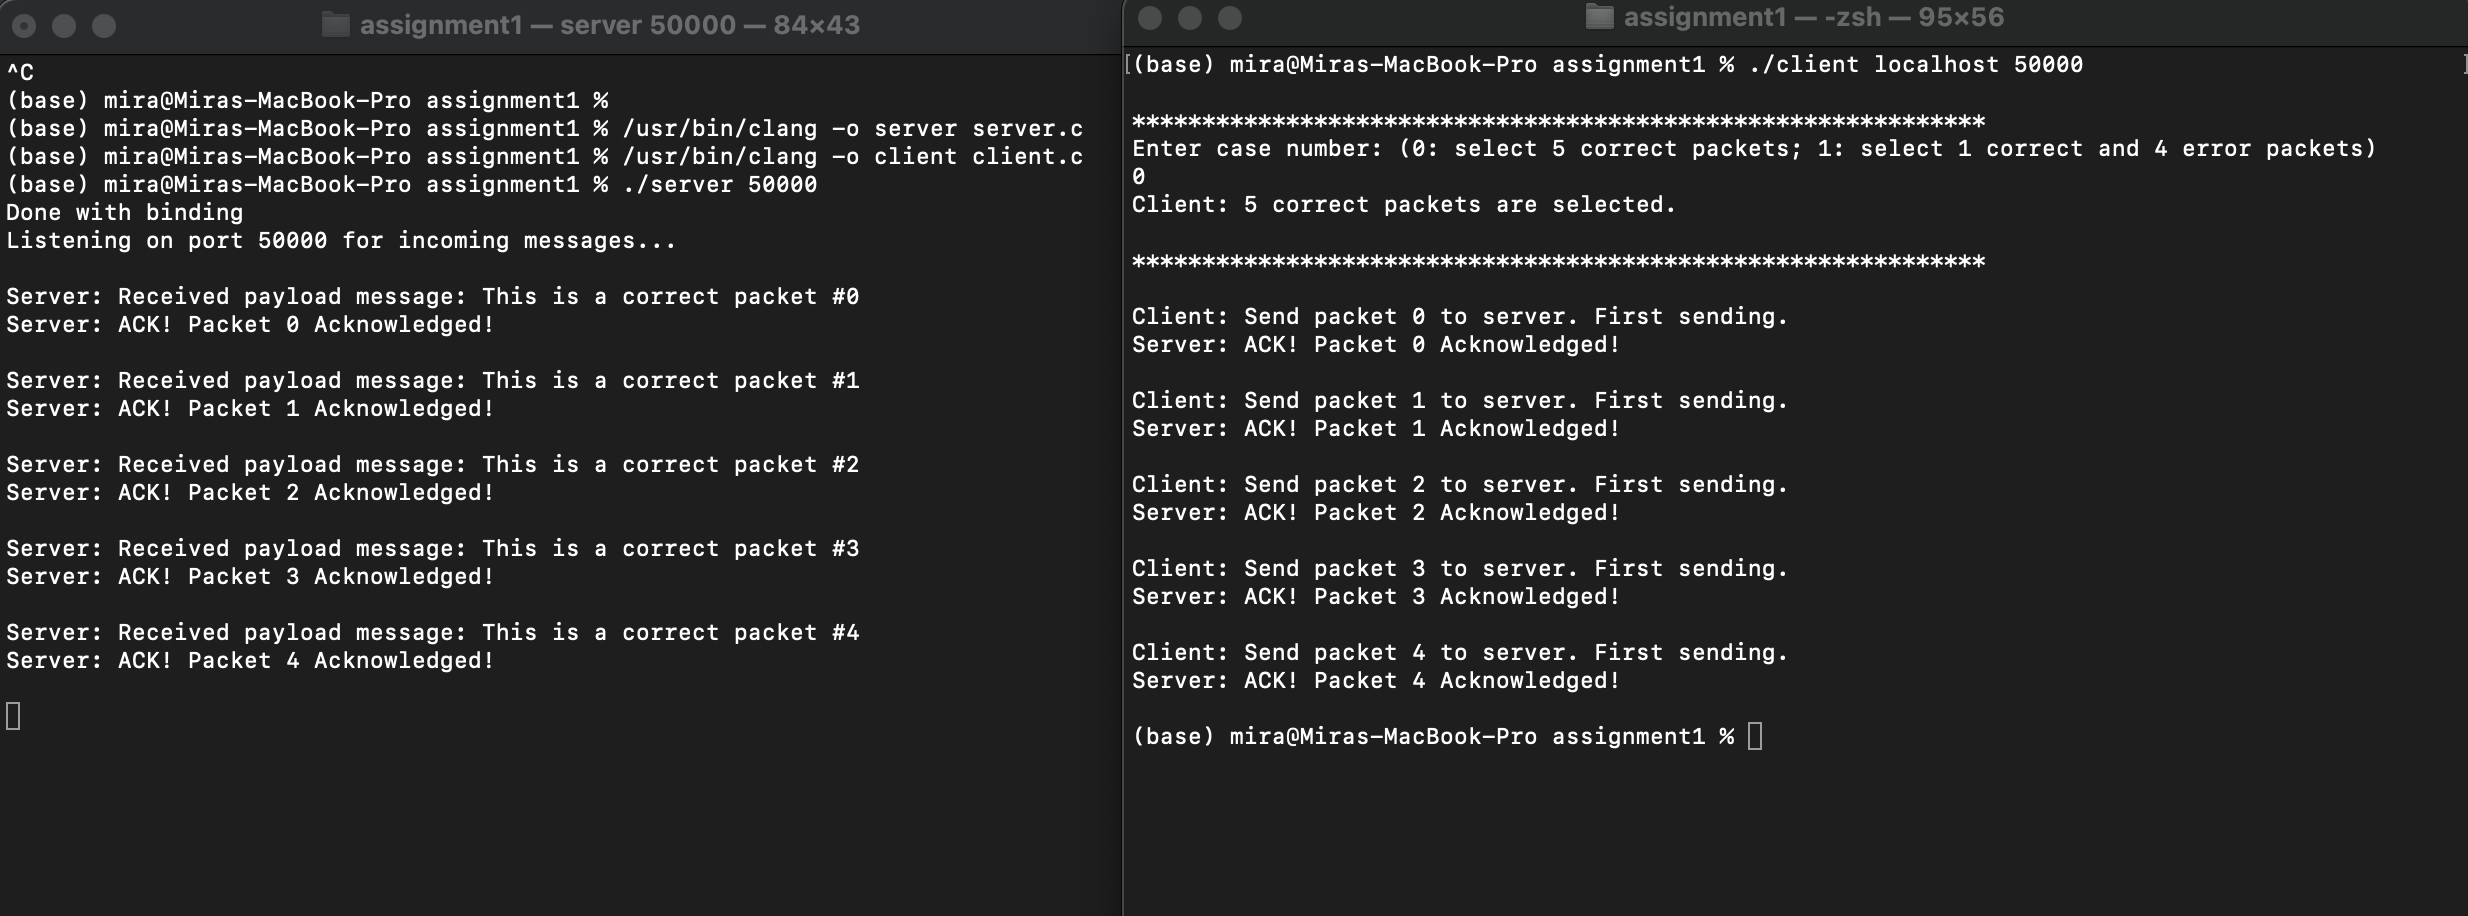 assignment1 — server 50000 — 84×43
^C
(base) mira@Miras-MacBook-Pro assignment1 %
(base) mira@Miras-MacBook-Pro assignment1 % /usr/bin/clang -o server server.c
(base) mira@Miras-MacBook-Pro assignment1 % /usr/bin/clang -o client client.c
(base) mira@Miras-MacBook-Pro assignment1 % ./server 50000
Done with binding
Listening on port 50000 for incoming messages...
Server: Received payload message: This is a correct packet #0
Server: ACK! Packet 0 Acknowledged!
Server: Received payload message: This is a correct packet #1
Server: ACK! Packet 1 Acknowledged!
Server: Received payload message: This is a correct packet #2
Server: ACK! Packet 2 Acknowledged!
Server: Received payload message: This is a correct packet #3
Server: ACK! Packet 3 Acknowledged!
Server: Received payload message: This is a correct packet #4
Server: ACK! Packet 4 Acknowledged!
assignment1 — -zsh — 95×56
[(base) mira@Miras-MacBook-Pro assignment1 % ./client localhost 50000 ]
*************************************************************
Enter case number: (0: select 5 correct packets; 1: select 1 correct and 4 error packets)
0
Client: 5 correct packets are selected.
*************************************************************
Client: Send packet 0 to server. First sending.
Server: ACK! Packet 0 Acknowledged!
Client: Send packet 1 to server. First sending.
Server: ACK! Packet 1 Acknowledged!
Client: Send packet 2 to server. First sending.
Server: ACK! Packet 2 Acknowledged!
Client: Send packet 3 to server. First sending.
Server: ACK! Packet 3 Acknowledged!
Client: Send packet 4 to server. First sending.
Server: ACK! Packet 4 Acknowledged!
(base) mira@Miras-MacBook-Pro assignment1 %